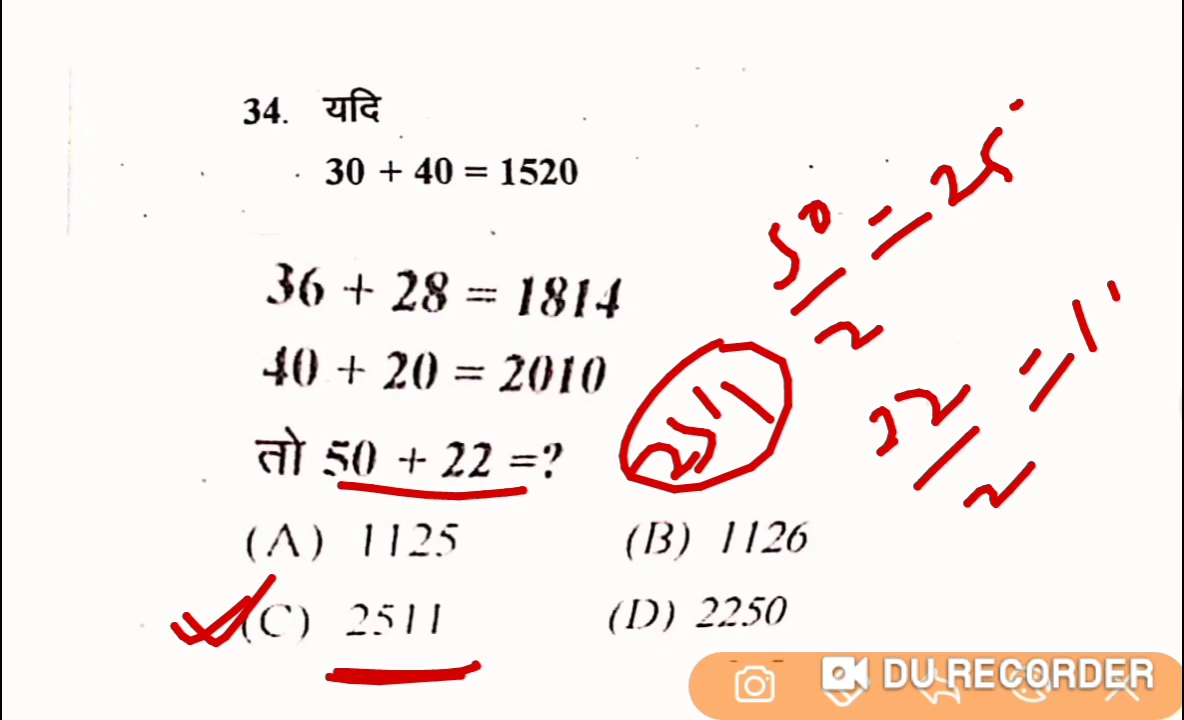 34. यदि
30 + 40 = 1520
36 + 28 = 1814
40 + 20 = 2010
तो 50 + 22 =?
(A) 1125
(B) 1126
(C) 2511
(D) 2250
50/2 = 25
22/2 = 11
2511
DU RECORDER